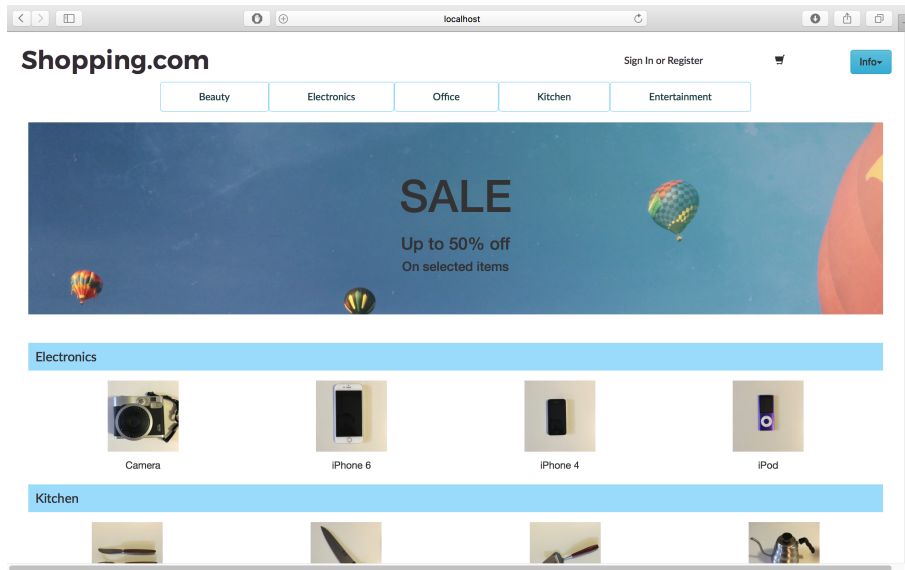 localhost
Shopping.com
Sign In or Register
Info
Beauty
Electronics
Office
Kitchen
Entertainment
SALE
Up to 50% off
On selected items
Electronics
Camera
iPhone 6
iPhone 4
iPod
Kitchen